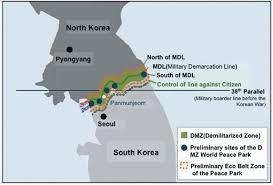 North Korea
North of MDL
Pyongyang
MDL(Military Demarcation Line)
South of MDL
Control of line against Citizen
38th Parallel
(Military boarder line before the
Korean War)
Panmunjeom
Seoul
South Korea
DMZ(Demilitarized Zone)
Preliminary sites of the D
MZ World Peace Park
Preliminary Eco Belt Zone
of the Peace Park